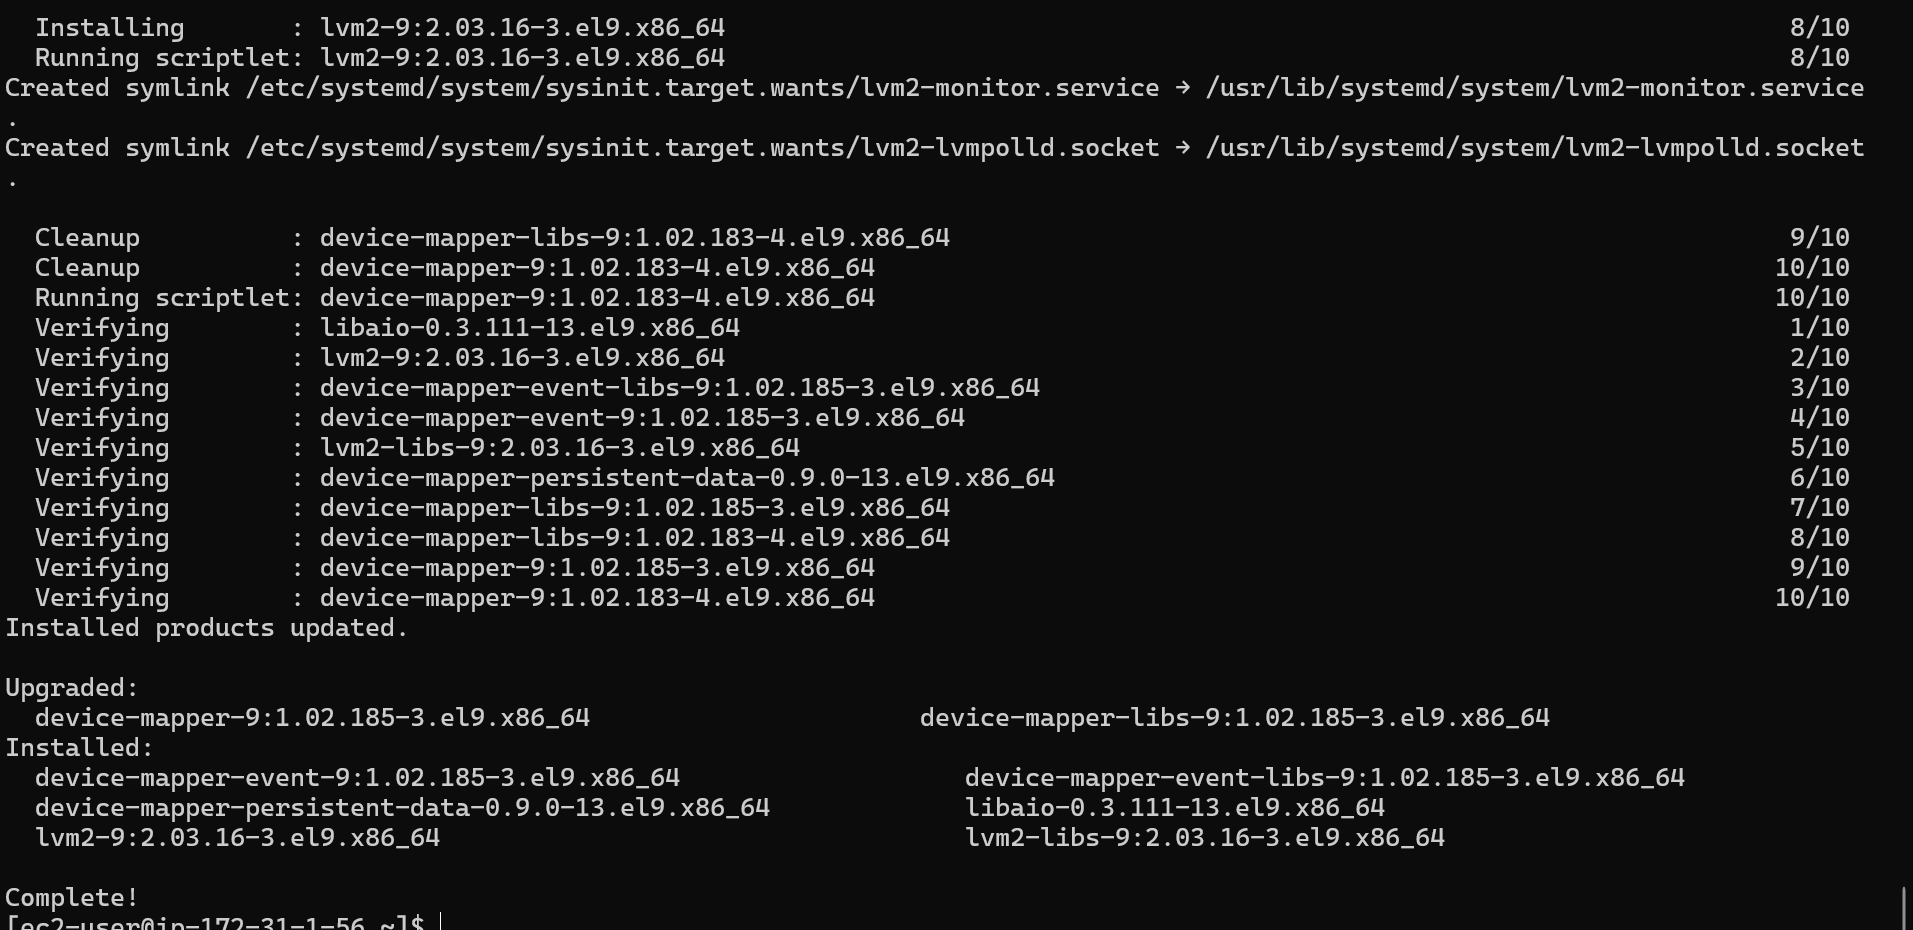 Installing : lvm2-9:2.03.16-3.el9.x86_64 8/10
Running scriptlet: lvm2-9:2.03.16-3.el9.x86_64 8/10
Created symlink /etc/systemd/system/sysinit.target.wants/lvm2-monitor.service → /usr/lib/systemd/system/lvm2-monitor.service
.
Created symlink /etc/systemd/system/sysinit.target.wants/lvm2-lvmpolld.socket → /usr/lib/systemd/system/lvm2-lvmpolld.socket
.
Cleanup : device-mapper-libs-9:1.02.183-4.el9.x86_64 9/10
Cleanup : device-mapper-9:1.02.183-4.el9.x86_64 10/10
Running scriptlet: device-mapper-9:1.02.183-4.el9.x86_64 10/10
Verifying : libaio-0.3.111-13.el9.x86_64 1/10
Verifying : lvm2-9:2.03.16-3.el9.x86_64 2/10
Verifying : device-mapper-event-libs-9:1.02.185-3.el9.x86_64 3/10
Verifying : device-mapper-event-9:1.02.185-3.el9.x86_64 4/10
Verifying : lvm2-libs-9:2.03.16-3.el9.x86_64 5/10
Verifying : device-mapper-persistent-data-0.9.0-13.el9.x86_64 6/10
Verifying : device-mapper-libs-9:1.02.185-3.el9.x86_64 7/10
Verifying : device-mapper-libs-9:1.02.183-4.el9.x86_64 8/10
Verifying : device-mapper-9:1.02.185-3.el9.x86_64 9/10
Verifying : device-mapper-9:1.02.183-4.el9.x86_64 10/10
Installed products updated.
Upgraded:
device-mapper-9:1.02.185-3.el9.x86_64 device-mapper-libs-9:1.02.185-3.el9.x86_64
Installed:
device-mapper-event-9:1.02.185-3.el9.x86_64 device-mapper-event-libs-9:1.02.185-3.el9.x86_64
device-mapper-persistent-data-0.9.0-13.el9.x86_64 libaio-0.3.111-13.el9.x86_64
lvm2-9:2.03.16-3.el9.x86_64 lvm2-libs-9:2.03.16-3.el9.x86_64
Complete!
[ec2-user@ip-172-31-1-56 ~]$